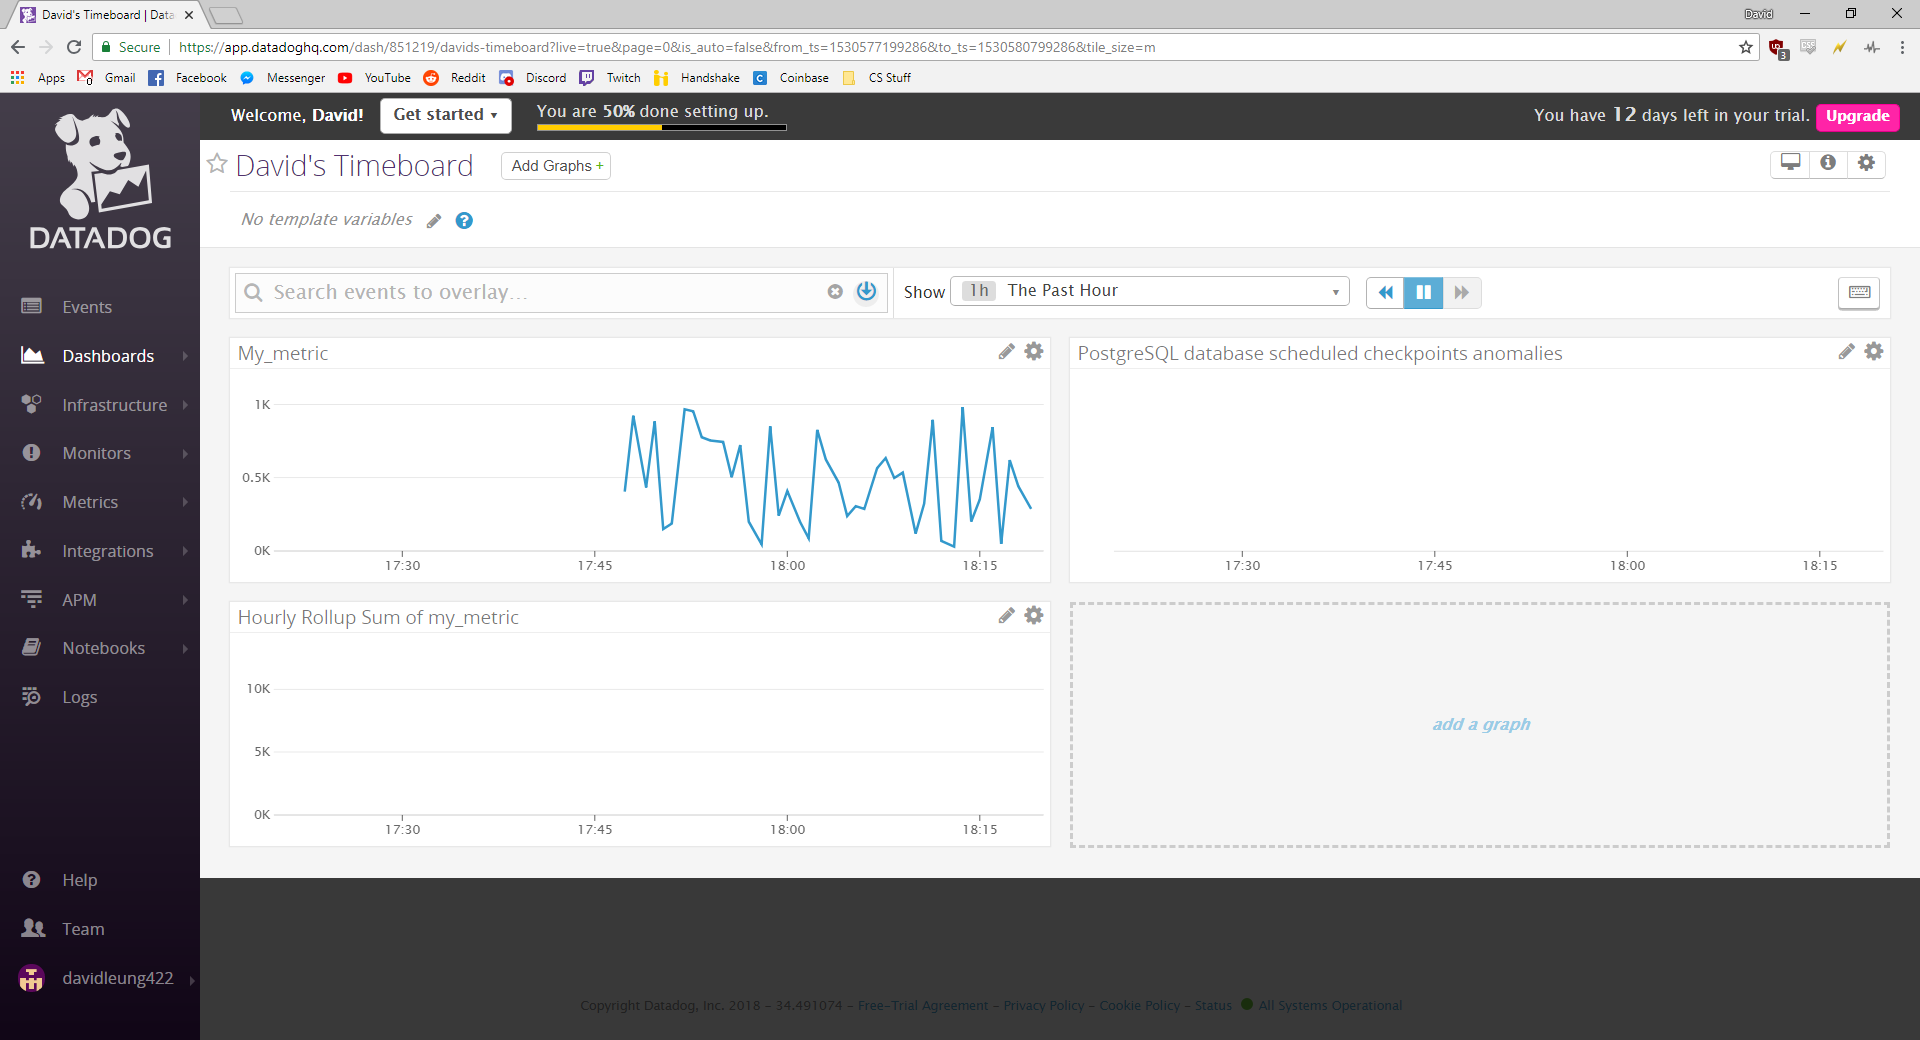 David's Timeboard | Data
David
Secure
https://app.datadoghq.com/dash/851219/davids-timeboard?live=true&page=0&is_auto=false&from_ts=1530577199286&to_ts=1530580799286&tile_size=m
3
Apps Gmail Facebook Messenger YouTube Reddit Discord Twitch Handshake Coinbase CS Stuff
DATADOG
Events
Dashboards
Infrastructure
Monitors
Metrics
Integrations
APM
Notebooks
Logs
Help
Team
davidleung422
Welcome, David!
Get started
You are 50% done setting up.
You have 12 days left in your trial.
Upgrade
David's Timeboard
Add Graphs +
No template variables
?
Search events to overlay...
Show
1h The Past Hour
My_metric
1K
0.5K
0K
17:30 17:45 18:00 18:15
PostgreSQL database scheduled checkpoints anomalies
17:30 17:45 18:00 18:15
Hourly Rollup Sum of my_metric
10K
5K
0K
17:30 17:45 18:00 18:15
add a graph
Copyright Datadog, Inc. 2018 – 34.491074 – Free-Trial Agreement – Privacy Policy – Cookie Policy – Status All Systems Operational